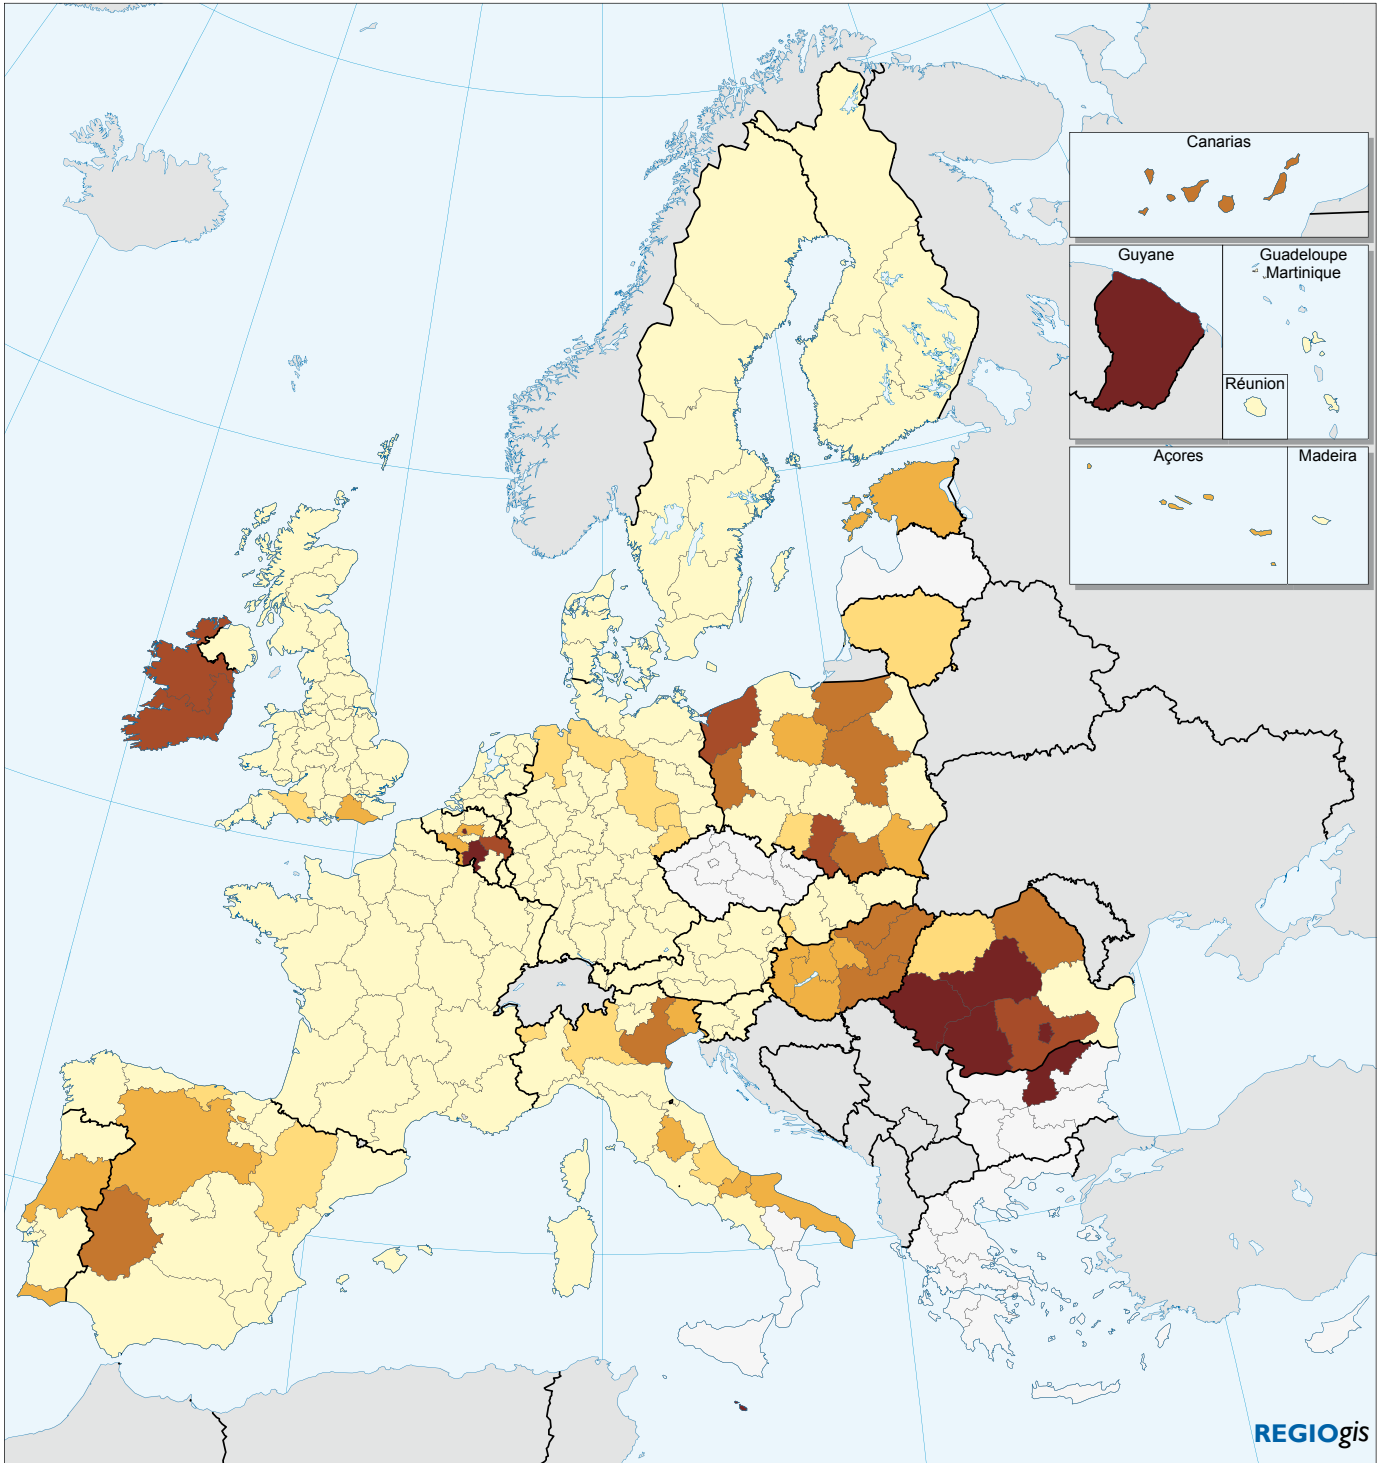 Canarias
Guyane
Guadeloupe
Martinique
Réunion
Açores
Madeira
REGIOgis